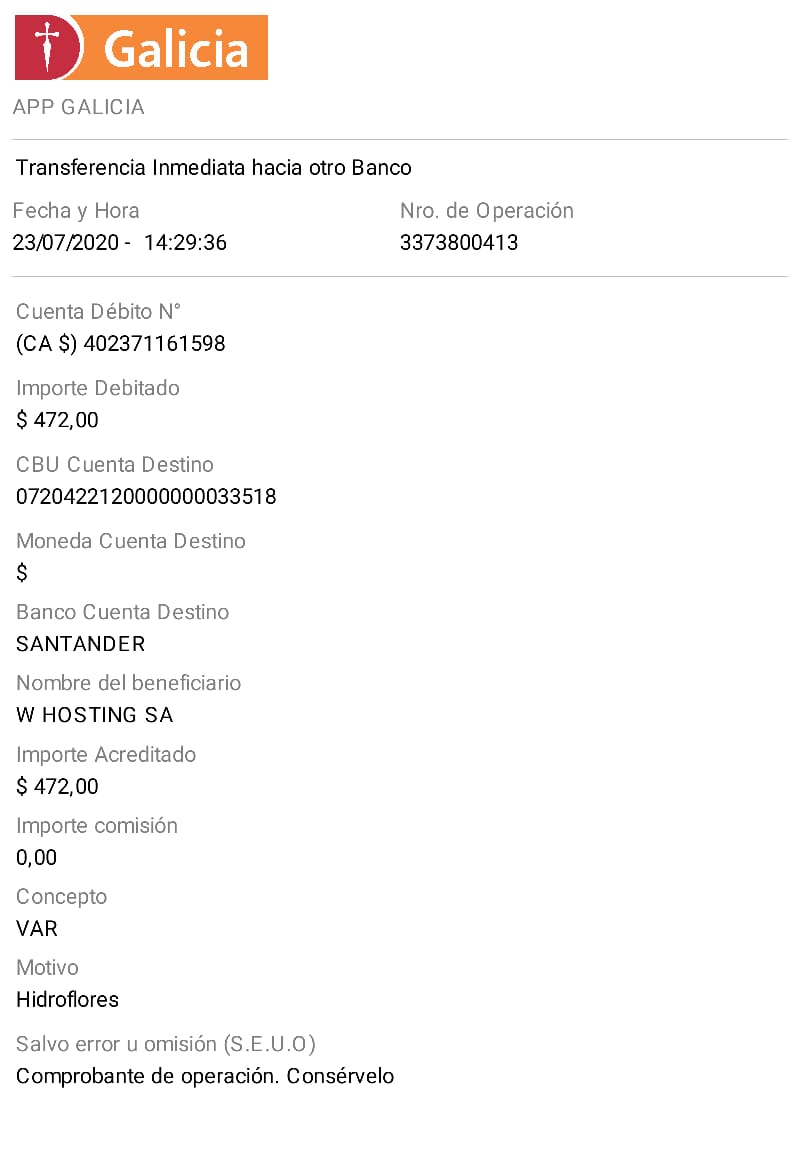 Galicia
APP GALICIA
Transferencia Inmediata hacia otro Banco
Fecha y Hora Nro. de Operación
23/07/2020 - 14:29:36 3373800413
Cuenta Débito N°
(CA $) 402371161598
Importe Debitado
$ 472,00
CBU Cuenta Destino
0720422120000000033518
Moneda Cuenta Destino
$
Banco Cuenta Destino
SANTANDER
Nombre del beneficiario
W HOSTING SA
Importe Acreditado
$ 472,00
Importe comisión
0,00
Concepto
VAR
Motivo
Hidroflores
Salvo error u omisión (S.E.U.O)
Comprobante de operación. Consérvelo